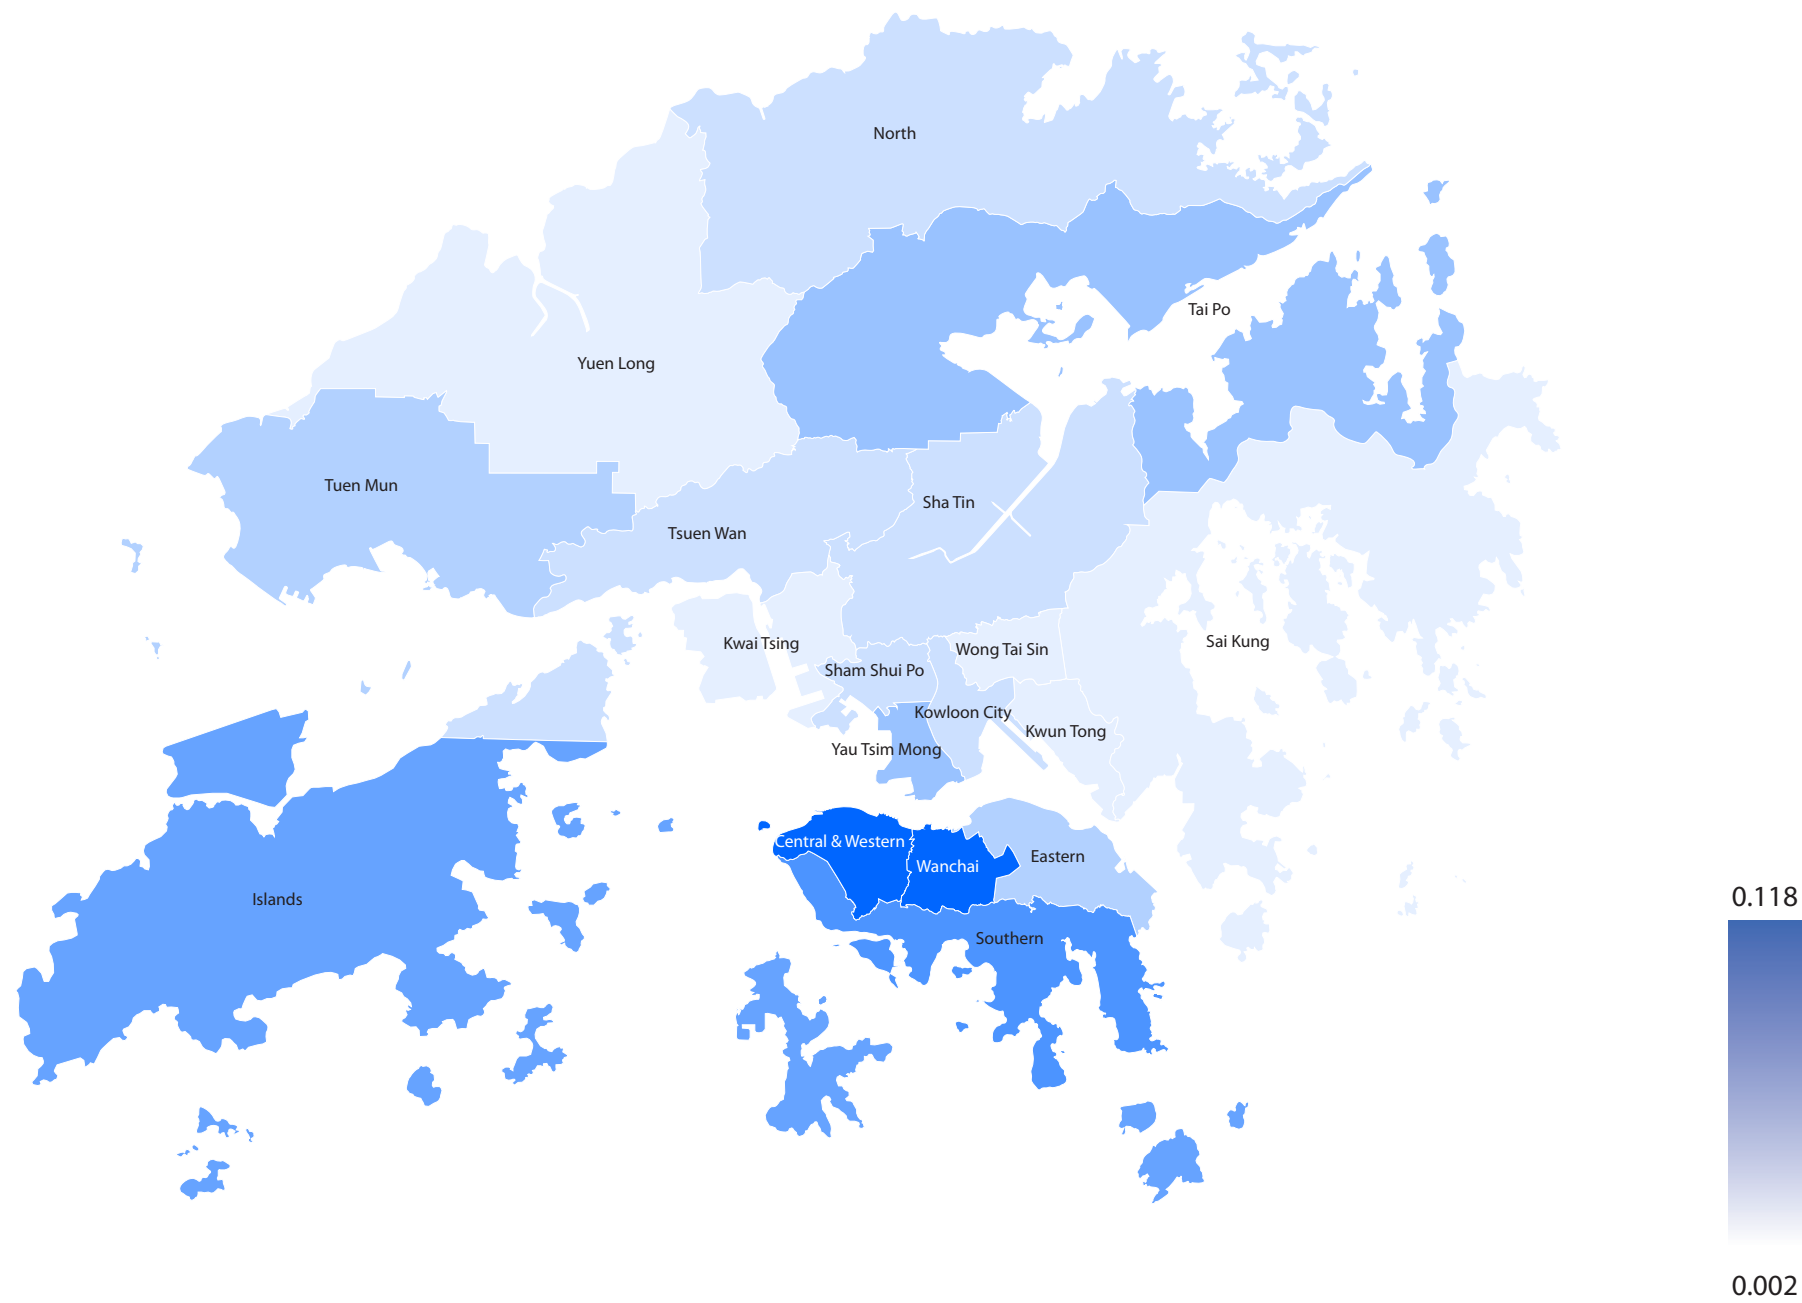 North
Tai Po
Yuen Long
Tuen Mun
Sha Tin
Tsuen Wan
Kwai Tsing
Wong Tai Sin
Sai Kung
Sham Shui Po
Kowloon City
Kwun Tong
Yau Tsim Mong
Central & Western
Wanchai
Eastern
Islands
Southern
0.118
0.002